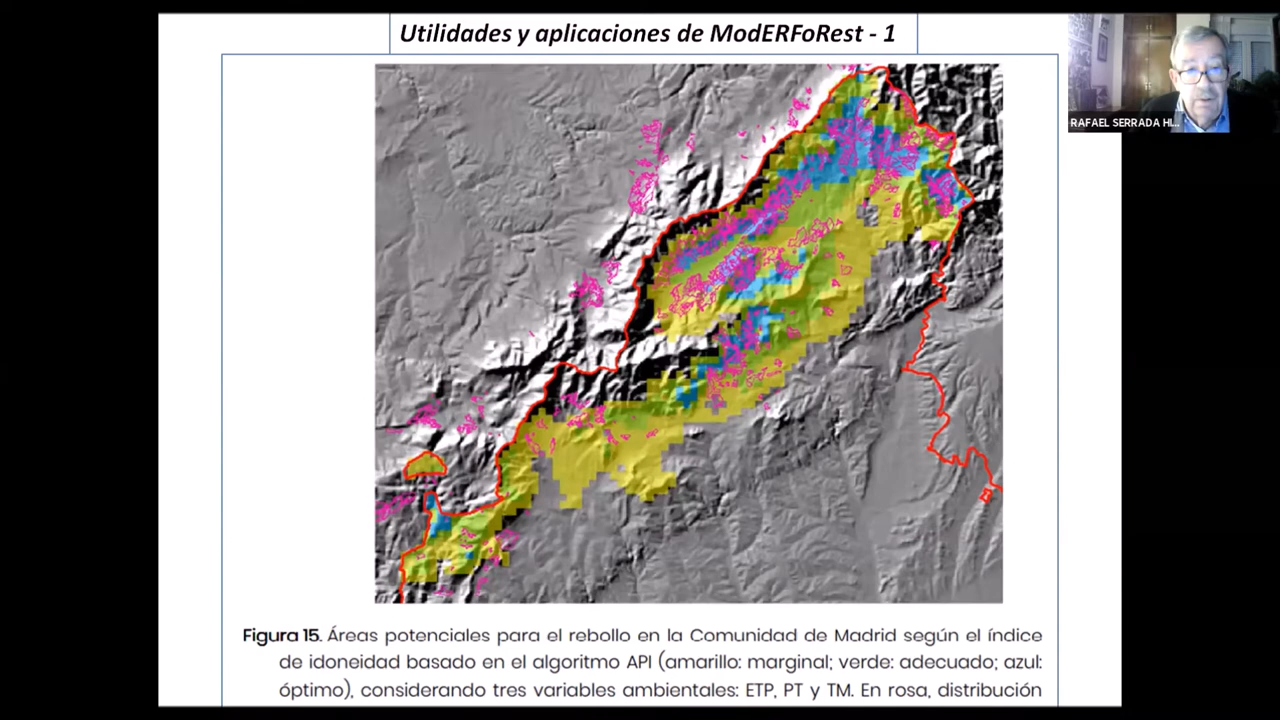 Utilidades y aplicaciones de ModERFoRest - 1
RAFAEL SERRADA HI...
Figura 15. Áreas potenciales para el rebollo en la Comunidad de Madrid según el índice
de idoneidad basado en el algoritmo API (amarillo: marginal; verde: adecuado; azul:
óptimo), considerando tres variables ambientales: ETP, PT y TM. En rosa, distribución